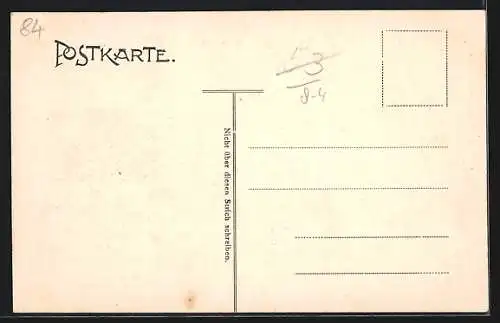 84
POSTKARTE.
3
8-4
Nicht über diesen Strich schreiben.